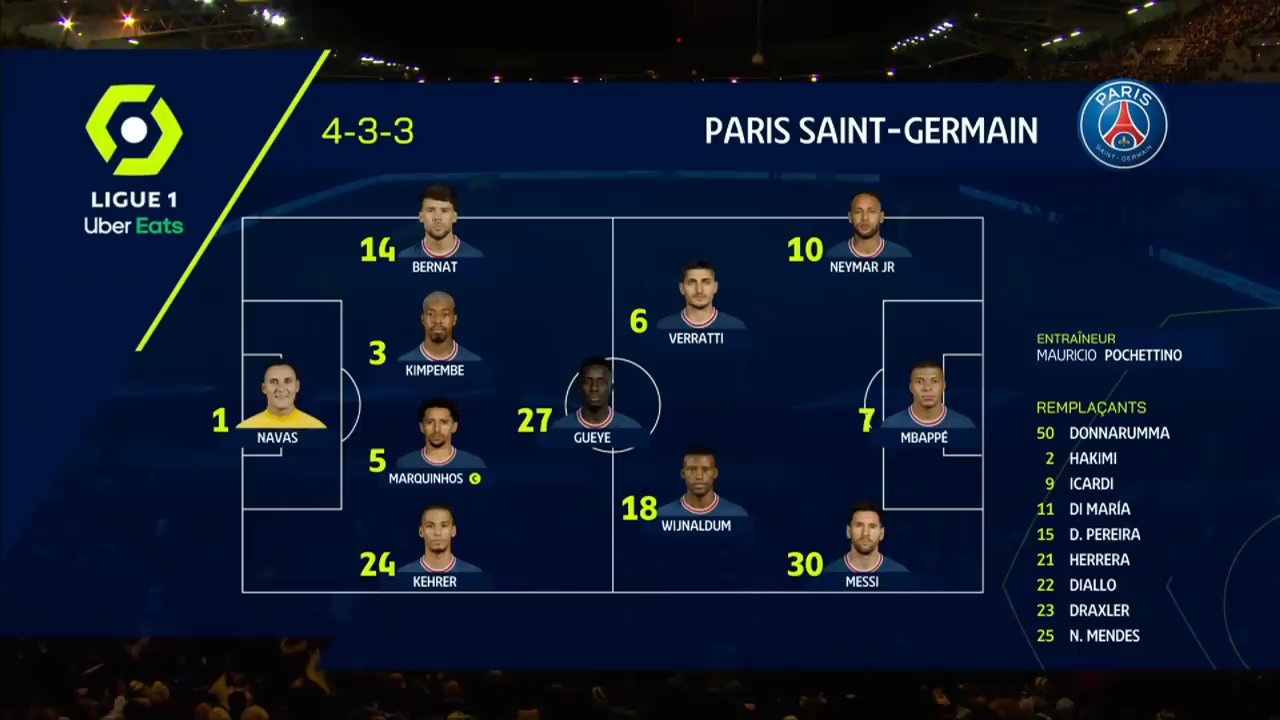 LIGUE 1
Uber Eats
4-3-3
PARIS SAINT-GERMAIN
PARIS
SAINT-GERMAIN
14
BERNAT
10
NEYMAR JR
6
VERRATTI
3
KIMPEMBE
1
NAVAS
27
GUEYE
7
MBAPPÉ
5
MARQUINHOS C
18
WIJNALDUM
24
KEHRER
30
MESSI
ENTRAÎNEUR
MAURICIO POCHETTINO
REMPLAÇANTS
50 DONNARUMMA
2 HAKIMI
9 ICARDI
11 DI MARÍA
15 D. PEREIRA
21 HERRERA
22 DIALLO
23 DRAXLER
25 N. MENDES